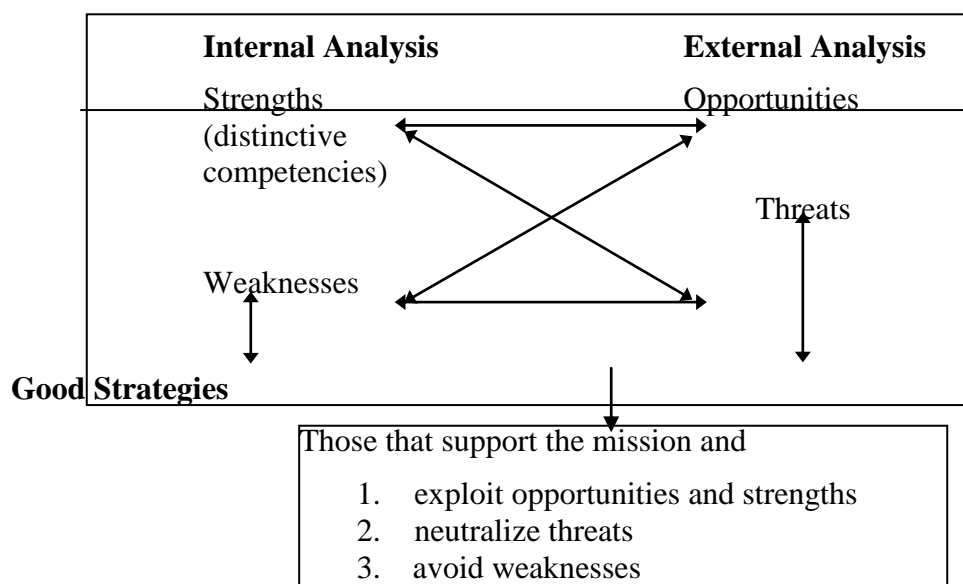 Internal Analysis
External Analysis
Strengths
(distinctive
competencies)
Opportunities
Threats
Weaknesses
Good Strategies
Those that support the mission and
1. exploit opportunities and strengths
2. neutralize threats
3. avoid weaknesses